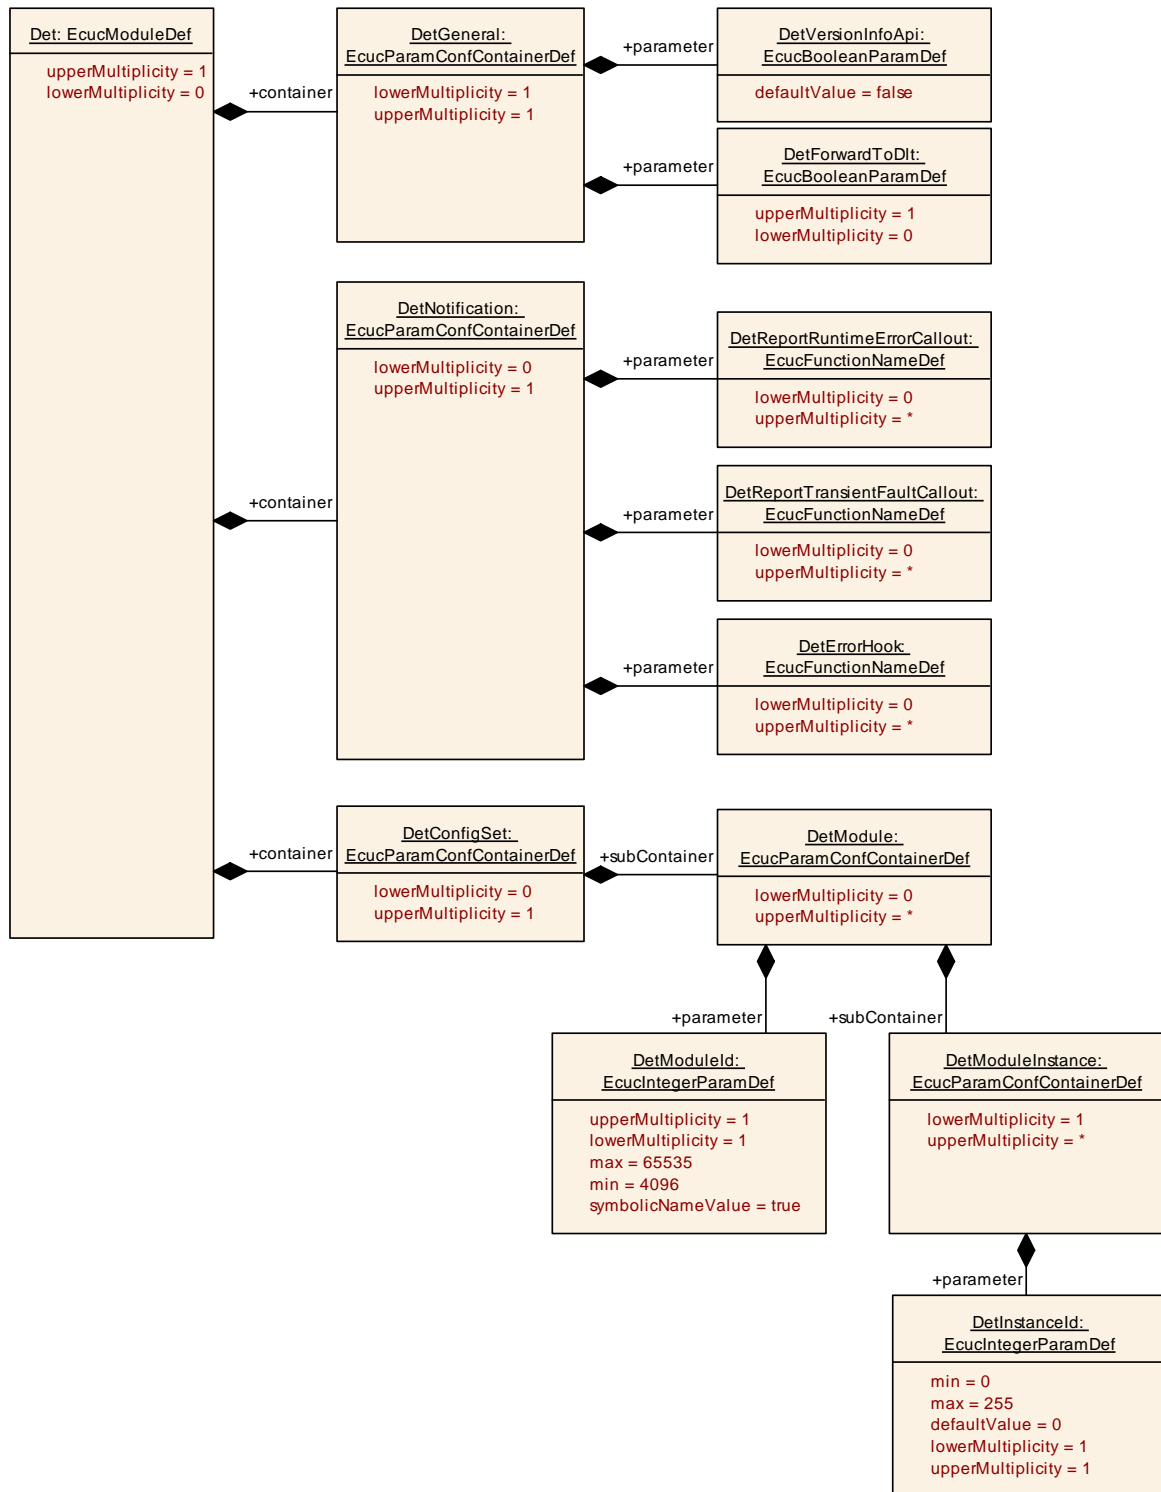 Det: EcucModuleDef
upperMultiplicity = 1
lowerMultiplicity = 0
+container
DetGeneral:
EcucParamConfContainerDef
lowerMultiplicity = 1
upperMultiplicity = 1
+parameter
DetVersionInfoApi:
EcucBooleanParamDef
defaultValue = false
+parameter
DetForwardToDlt:
EcucBooleanParamDef
upperMultiplicity = 1
lowerMultiplicity = 0
+container
DetNotification:
EcucParamConfContainerDef
lowerMultiplicity = 0
upperMultiplicity = 1
+parameter
DetReportRuntimeErrorCallout:
EcucFunctionNameDef
lowerMultiplicity = 0
upperMultiplicity = *
+parameter
DetReportTransientFaultCallout:
EcucFunctionNameDef
lowerMultiplicity = 0
upperMultiplicity = *
+parameter
DetErrorHook:
EcucFunctionNameDef
lowerMultiplicity = 0
upperMultiplicity = *
+container
DetConfigSet:
EcucParamConfContainerDef
lowerMultiplicity = 0
upperMultiplicity = 1
+subContainer
DetModule:
EcucParamConfContainerDef
lowerMultiplicity = 0
upperMultiplicity = *
+parameter
DetModuleId:
EcucIntegerParamDef
upperMultiplicity = 1
lowerMultiplicity = 1
max = 65535
min = 4096
symbolicNameValue = true
+subContainer
DetModuleInstance:
EcucParamConfContainerDef
lowerMultiplicity = 1
upperMultiplicity = *
+parameter
DetInstanceId:
EcucIntegerParamDef
min = 0
max = 255
defaultValue = 0
lowerMultiplicity = 1
upperMultiplicity = 1